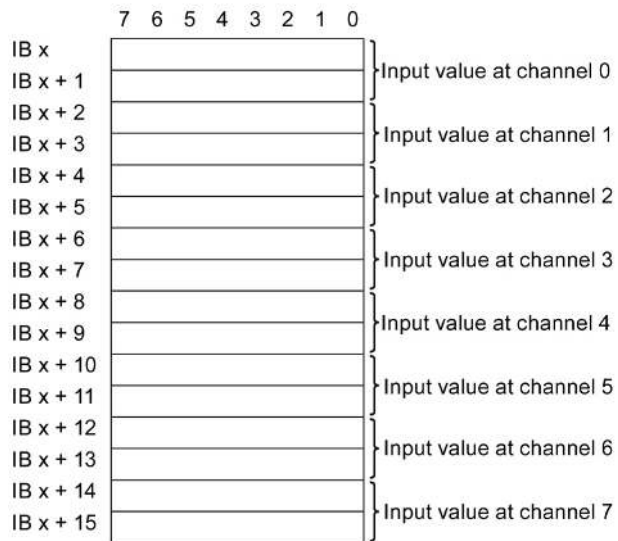 7 6 5 4 3 2 1 0
IB x
IB x + 1
Input value at channel 0
IB x + 2
IB x + 3
Input value at channel 1
IB x + 4
IB x + 5
Input value at channel 2
IB x + 6
IB x + 7
Input value at channel 3
IB x + 8
IB x + 9
Input value at channel 4
IB x + 10
IB x + 11
Input value at channel 5
IB x + 12
IB x + 13
Input value at channel 6
IB x + 14
IB x + 15
Input value at channel 7